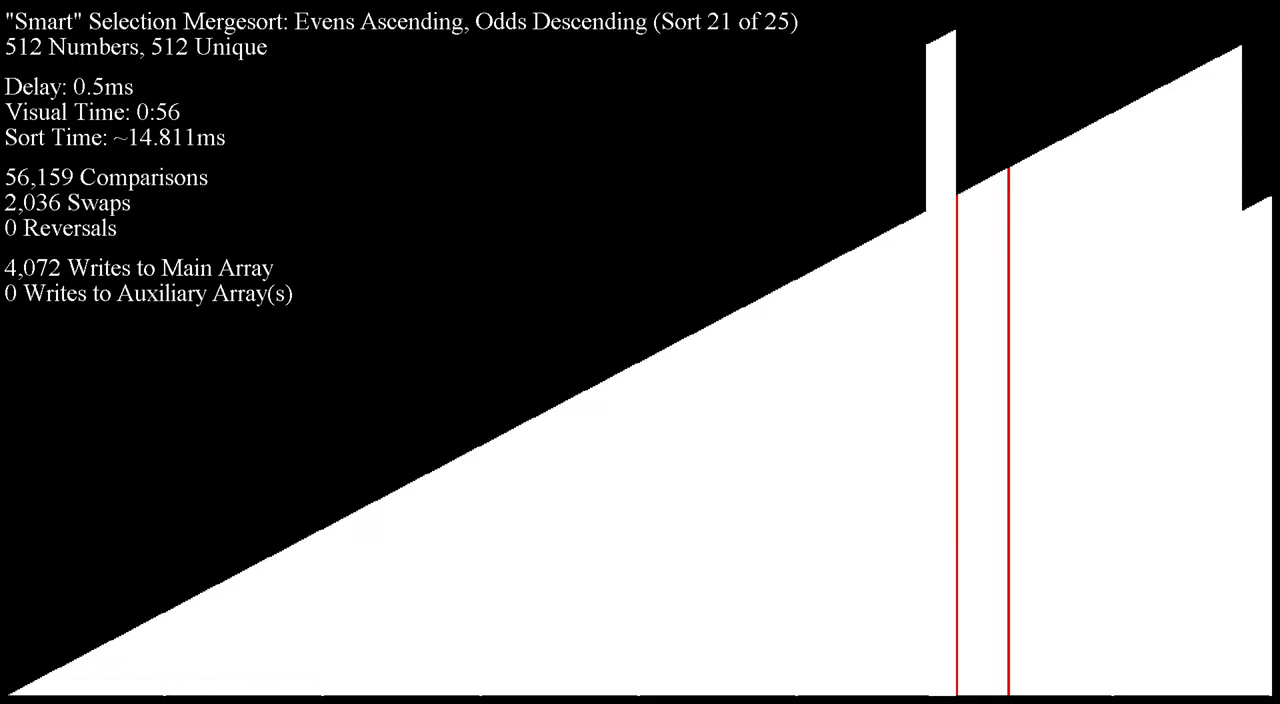 "Smart" Selection Mergesort: Evens Ascending, Odds Descending (Sort 21 of 25)
512 Numbers, 512 Unique
Delay: 0.5ms
Visual Time: 0:56
Sort Time: ~14.811ms
56,159 Comparisons
2,036 Swaps
0 Reversals
4,072 Writes to Main Array
0 Writes to Auxiliary Array(s)